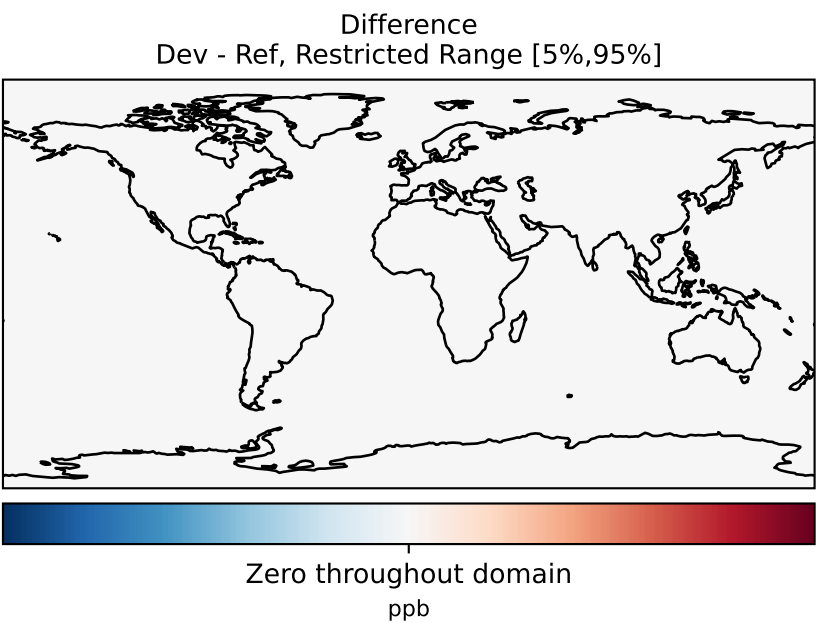 Difference
Dev - Ref, Restricted Range [5%,95%]
Zero throughout domain
ppb